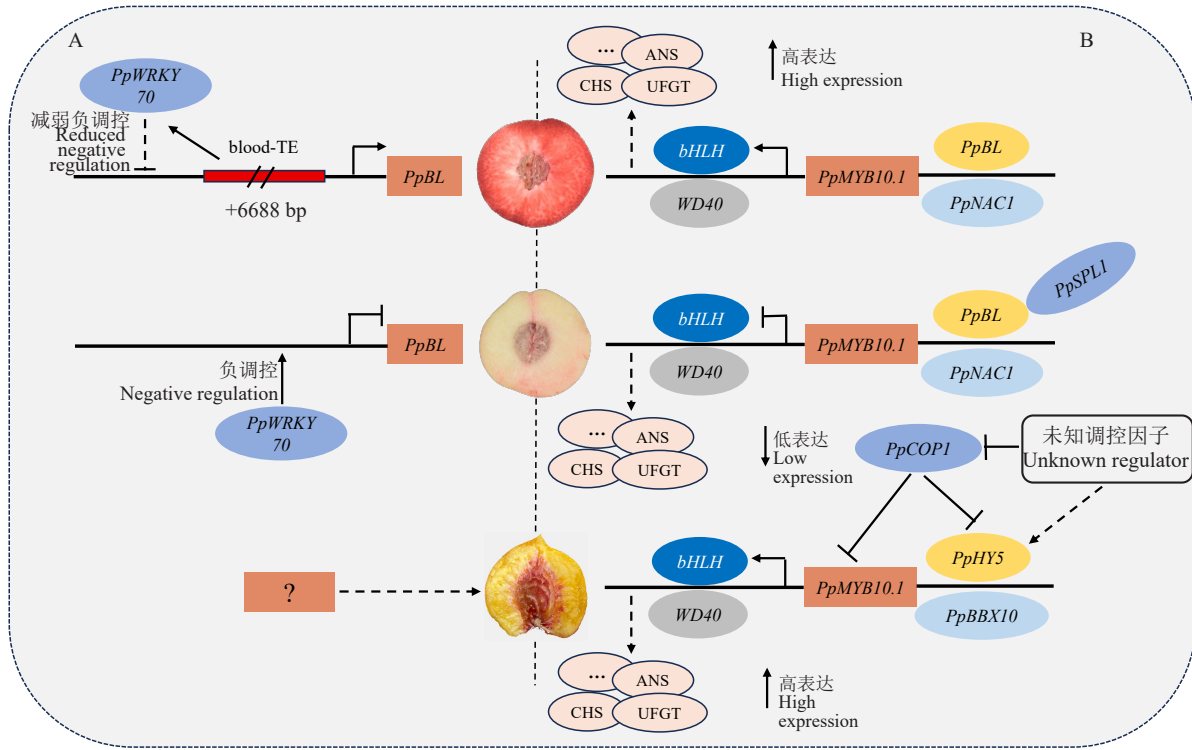 A
B
PpWRKY
70
减弱负调控
Reduced
negative
regulation
blood-TE
+6688 bp
PpBL
...
ANS
CHS
UFGT
高表达
High expression
bHLH
WD40
PpMYB10.1
PpBL
PpNAC1
PpBL
负调控
Negative regulation
PpWRKY
70
bHLH
WD40
PpMYB10.1
PpBL
PpSPL1
PpNAC1
...
ANS
CHS
UFGT
低表达
Low
expression
PpCOP1
未知调控因子
Unknown regulator
?
bHLH
WD40
PpMYB10.1
PpHY5
PpBBX10
...
ANS
CHS
UFGT
高表达
High
expression